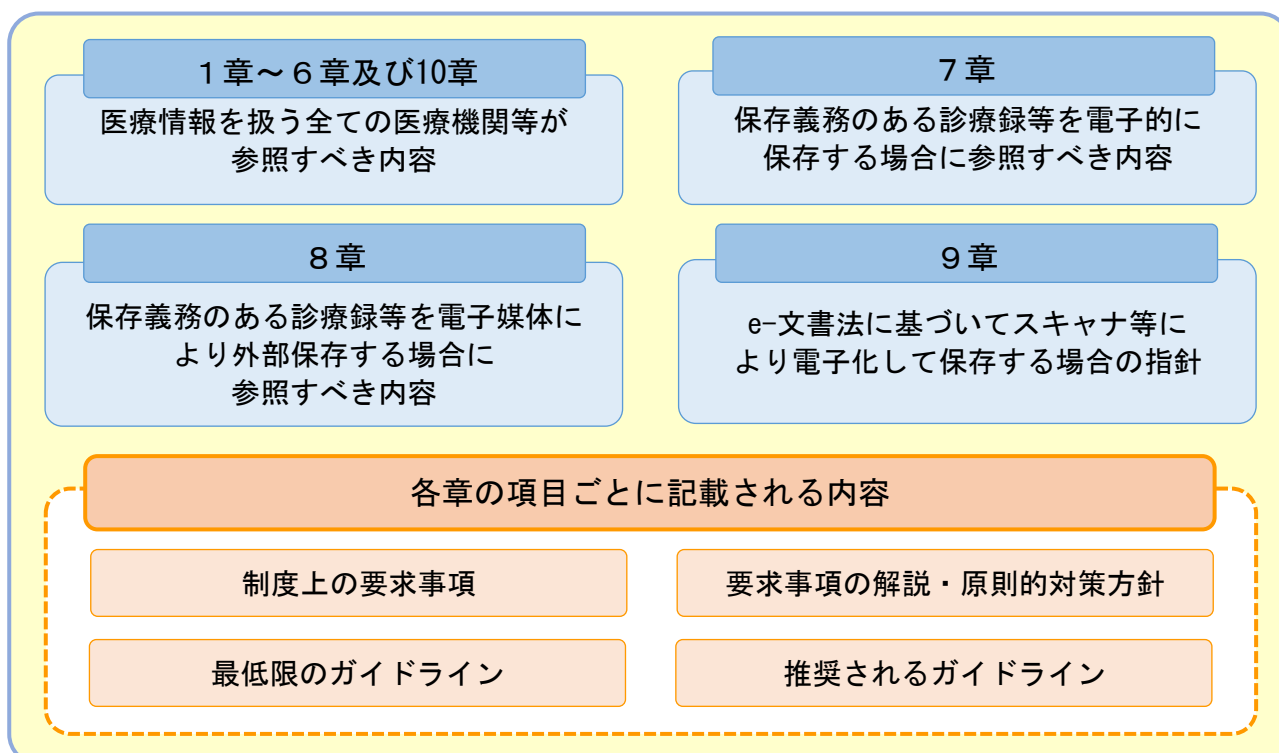 １章～６章及び10章
医療情報を扱う全ての医療機関等が
参照すべき内容
７章
保存義務のある診療録等を電子的に
保存する場合に参照すべき内容
８章
保存義務のある診療録等を電子媒体に
より外部保存する場合に
参照すべき内容
９章
e-文書法に基づいてスキャナ等に
より電子化して保存する場合の指針
各章の項目ごとに記載される内容
制度上の要求事項
要求事項の解説・原則的対策方針
最低限のガイドライン
推奨されるガイドライン